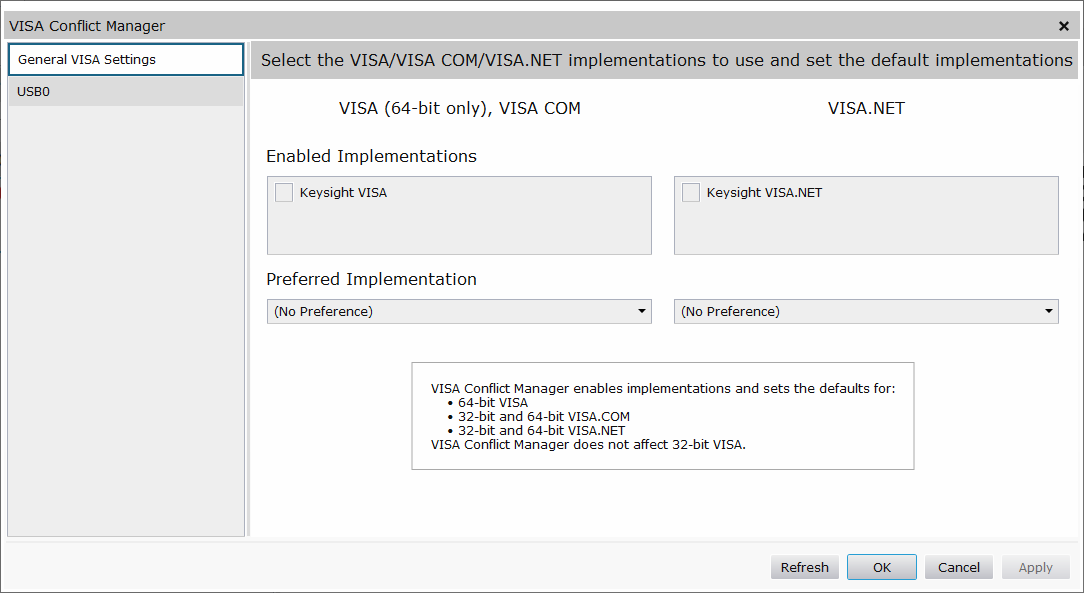 VISA Conflict Manager
General VISA Settings
USB0
Select the VISA/VISA COM/VISA.NET implementations to use and set the default implementations
VISA (64-bit only), VISA COM
VISA.NET
Enabled Implementations
Keysight VISA
Keysight VISA.NET
Preferred Implementation
(No Preference)
(No Preference)
VISA Conflict Manager enables implementations and sets the defaults for:
• 64-bit VISA
• 32-bit and 64-bit VISA.COM
• 32-bit and 64-bit VISA.NET
VISA Conflict Manager does not affect 32-bit VISA.
Refresh
OK
Cancel
Apply